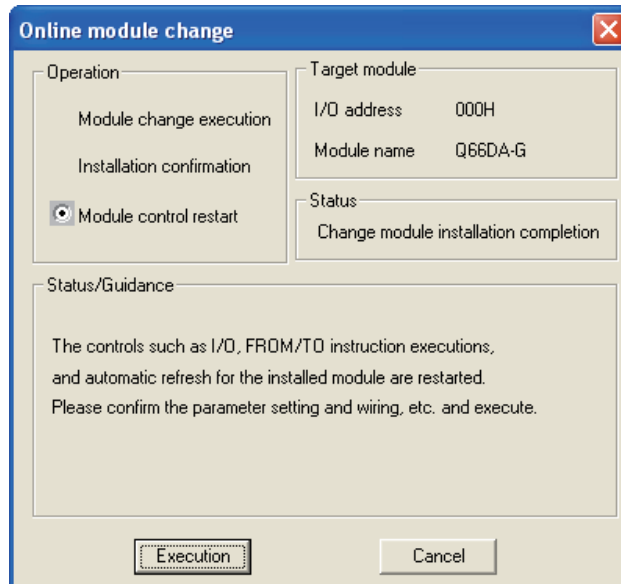 Online module change
Operation
Module change execution
Installation confirmation
Module control restart
Target module
I/O address 000H
Module name Q66DA-G
Status
Change module installation completion
Status/Guidance
The controls such as I/O, FROM/TO instruction executions,
and automatic refresh for the installed module are restarted.
Please confirm the parameter setting and wiring, etc. and execute.
Execution Cancel